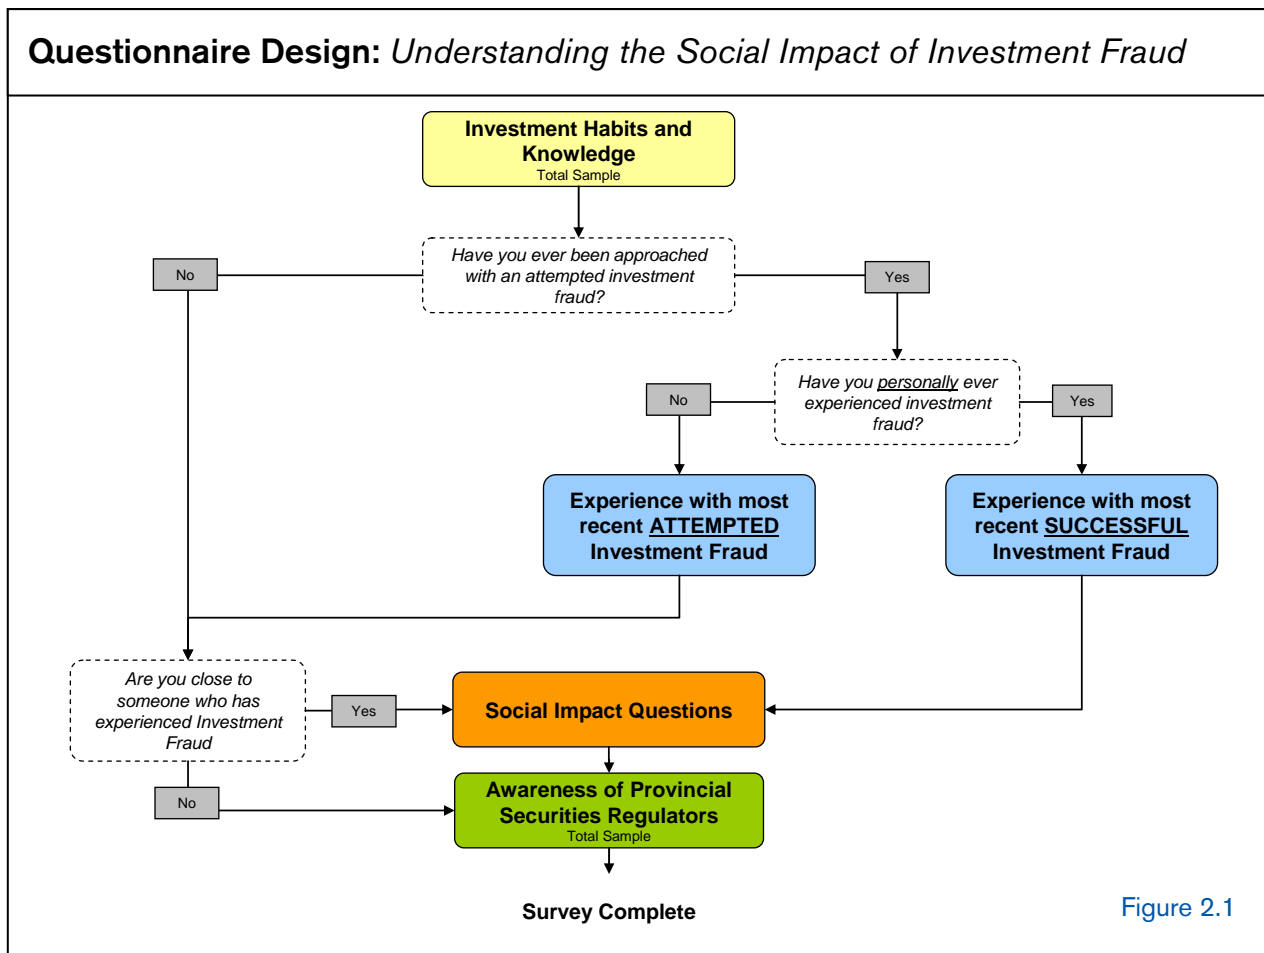 Questionnaire Design: Understanding the Social Impact of Investment Fraud
Investment Habits and
Knowledge
Total Sample
Have you ever been approached
with an attempted investment
fraud?
No
Yes
Have you personally ever
experienced investment
fraud?
No
Yes
Experience with most
recent ATTEMPTED
Investment Fraud
Experience with most
recent SUCCESSFUL
Investment Fraud
Are you close to
someone who has
experienced Investment
Fraud
Yes
Social Impact Questions
No
Awareness of Provincial
Securities Regulators
Total Sample
Survey Complete
Figure 2.1